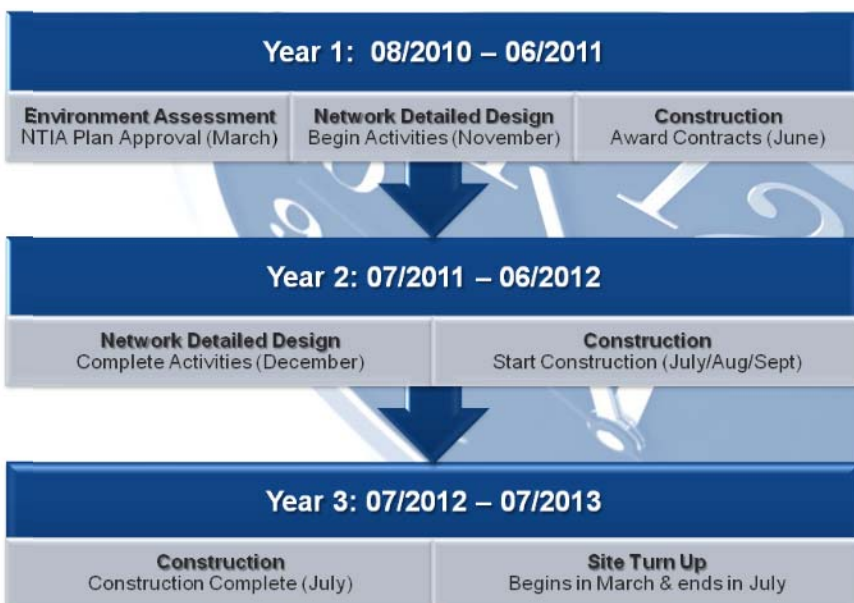 Year 1: 08/2010 – 06/2011
Environment Assessment
NTIA Plan Approval (March)
Network Detailed Design
Begin Activities (November)
Construction
Award Contracts (June)
Year 2: 07/2011 – 06/2012
Network Detailed Design
Complete Activities (December)
Construction
Start Construction (July/Aug/Sept)
Year 3: 07/2012 – 07/2013
Construction
Construction Complete (July)
Site Turn Up
Begins in March & ends in July